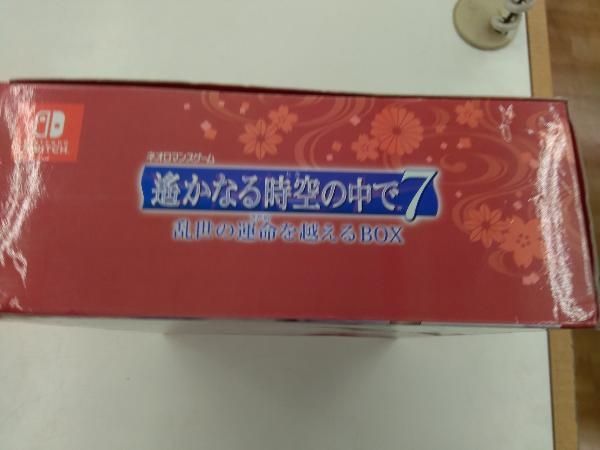 ネオロマンスゲーム
遙かなる時空の中で7
乱世の運命を越えるBOX